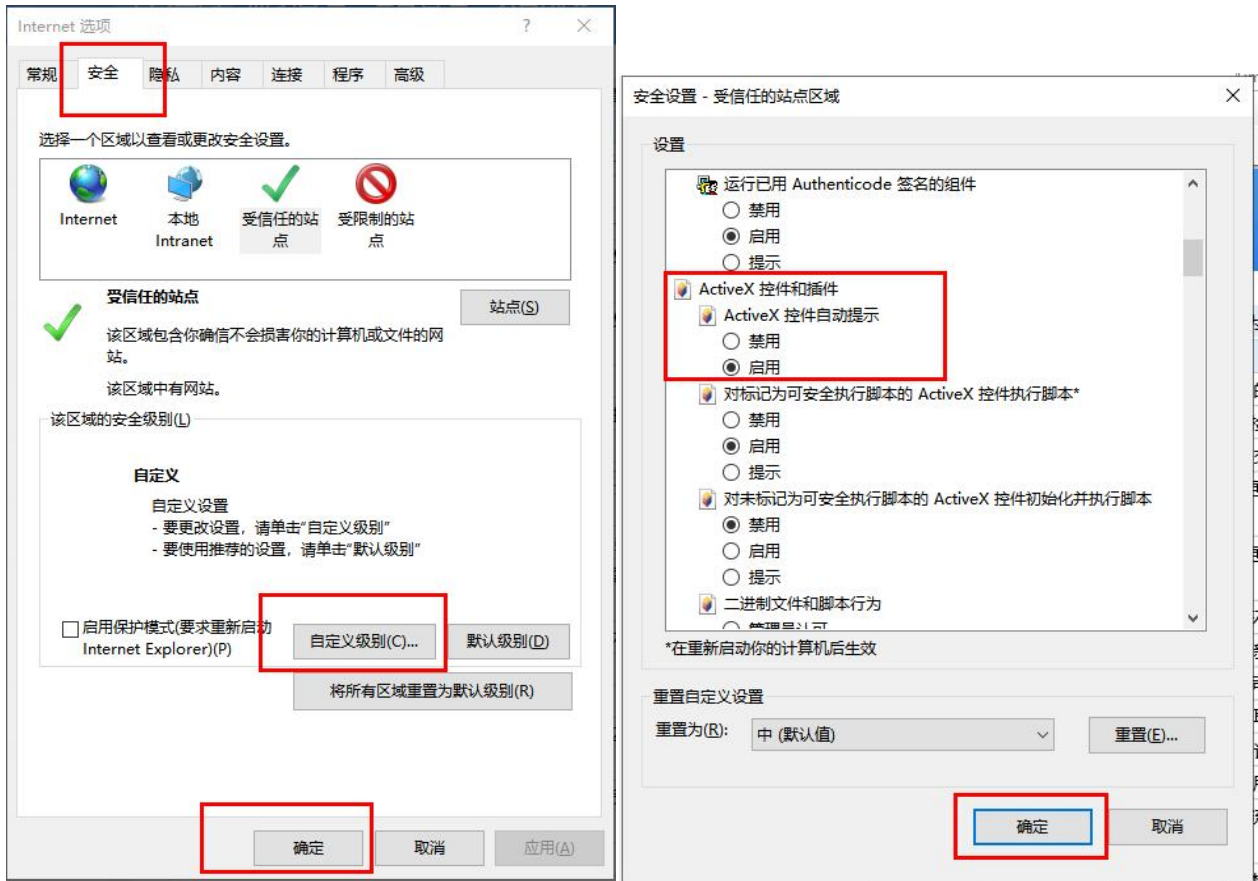 Internet 选项
?
常规
安全
隐私
内容
连接
程序
高级
选择一个区域以查看或更改安全设置。
Internet
本地
Intranet
受信任的站
点
受限制的站
点
受信任的站点
站点(S)
该区域包含你确信不会损害你的计算机或文件的网
站。
该区域中有网站。
该区域的安全级别(L)
自定义
自定义设置
- 要更改设置，请单击“自定义级别”
- 要使用推荐的设置，请单击“默认级别”
启用保护模式(要求重新启动
Internet Explorer)(P)
自定义级别(C)...
默认级别(D)
将所有区域重置为默认级别(R)
确定
取消
应用(A)
安全设置 - 受信任的站点区域
设置
运行已用 Authenticode 签名的组件
禁用
启用
提示
ActiveX 控件和插件
ActiveX 控件自动提示
禁用
启用
对标记为可安全执行脚本的 ActiveX 控件执行脚本*
禁用
启用
提示
对未标记为可安全执行脚本的 ActiveX 控件初始化并执行脚本
禁用
启用
提示
二进制文件和脚本行为
管理员认可
*在重新启动你的计算机后生效
重置自定义设置
重置为(R):
中 (默认值)
重置(E)...
确定
取消